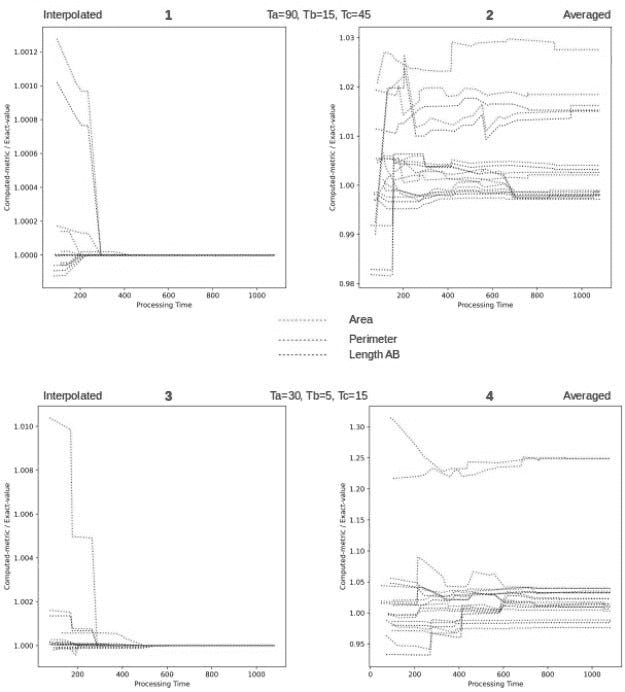 Interpolated 1 Ta=90, Tb=15, Tc=45 2 Averaged
1.0012
1.0010
1.0008
1.0006
1.0004
1.0002
1.0000
Computed-metric / Exact-value
200 400 600 800 1000
Processing Time
1.03
1.02
1.01
1.00
0.99
0.98
Computed-metric / Exact-value
200 400 600 800 1000
Processing Time
Area
Perimeter
Length AB
Interpolated 3 Ta=30, Tb=5, Tc=15 4 Averaged
1.010
1.008
1.006
1.004
1.002
1.000
Computed-metric / Exact-value
200 400 600 800 1000
Processing Time
1.30
1.25
1.20
1.15
1.10
1.05
1.00
0.95
Computed-metric / Exact-value
0 200 400 600 800 1000
Processing Time